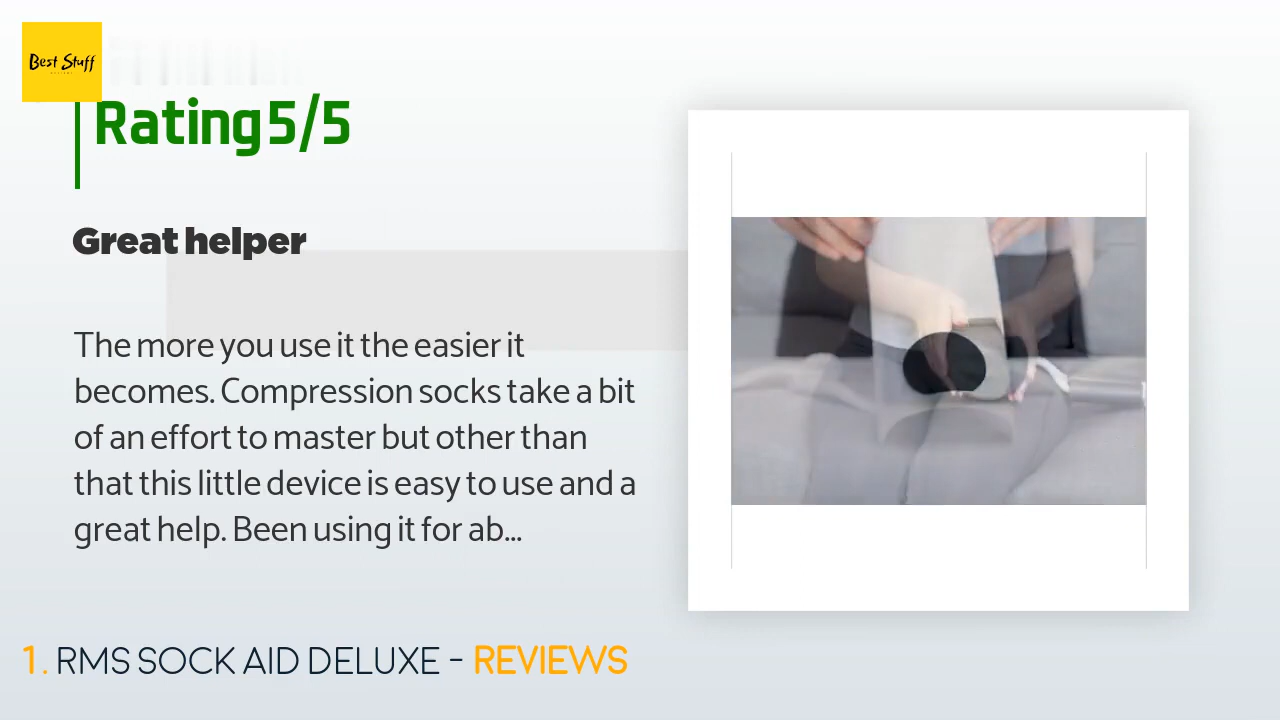 Best Stuff
Rating 5/5
Great helper
The more you use it the easier it
becomes. Compression socks take a bit
of an effort to master but other than
that this little device is easy to use and a
great help. Been using it for ab...
1. RMS SOCK AID DELUXE - REVIEWS